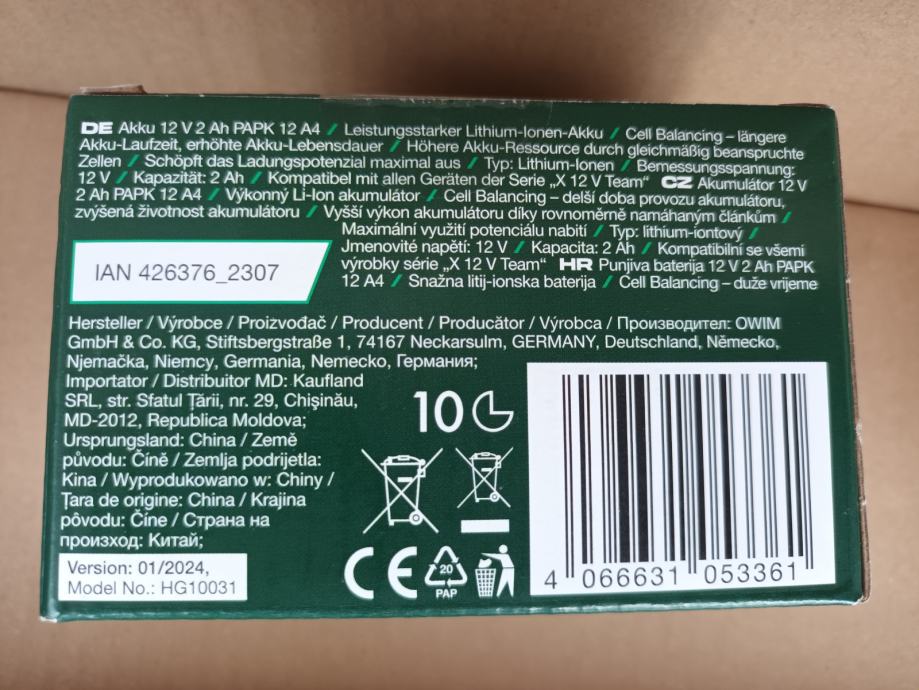 DE Akku 12 V 2 Ah PAPK 12 A4 / Leistungsstarker Lithium-Ionen-Akku / Cell Balancing – längere
Akku-Laufzeit, erhöhte Akku-Lebensdauer / Höhere Akku-Ressource durch gleichmäßig beanspruchte
Zellen / Schöpft das Ladungspotenzial maximal aus / Typ: Lithium-Ionen / Bemessungsspannung:
12 V / Kapazität: 2 Ah / Kompatibel mit allen Geräten der Serie „X 12 V Team“ CZ Akumulátor 12 V
2 Ah PAPK 12 A4 / Výkonný Li-Ion akumulátor / Cell Balancing – delší doba provozu akumulátoru,
zvýšená životnost akumulátoru / Vyšší výkon akumulátoru díky rovnoměrně namáhaným článkům /
Maximální využití potenciálu nabití / Typ: lithium-iontový /
Jmenovité napětí: 12 V / Kapacita: 2 Ah / Kompatibilní se všemi
výrobky série „X 12 V Team“ HR Punjiva baterija 12 V 2 Ah PAPK
12 A4 / Snažna litij-ionska baterija / Cell Balancing – duže vrijeme
IAN 426376_2307
Hersteller / Výrobce / Proizvođač / Producent / Producător / Výrobca / Производител: OWIM
GmbH & Co. KG, Stiftsbergstraße 1, 74167 Neckarsulm, GERMANY, Deutschland, Německo,
Njemačka, Niemcy, Germania, Nemecko, Германия;
Importator / Distribuitor MD: Kaufland
SRL, str. Sfatul Țării, nr. 29, Chișinău,
MD-2012, Republica Moldova;
Ursprungsland: China / Země
původu: Číně / Zemlja podrijetla:
Kina / Wyprodukowano w: Chiny /
Țara de origine: China / Krajina
pôvodu: Číne / Страна на
произход: Китай;
Version: 01/2024,
Model No.: HG10031
10
CE
20
PAP
4 066631 053361